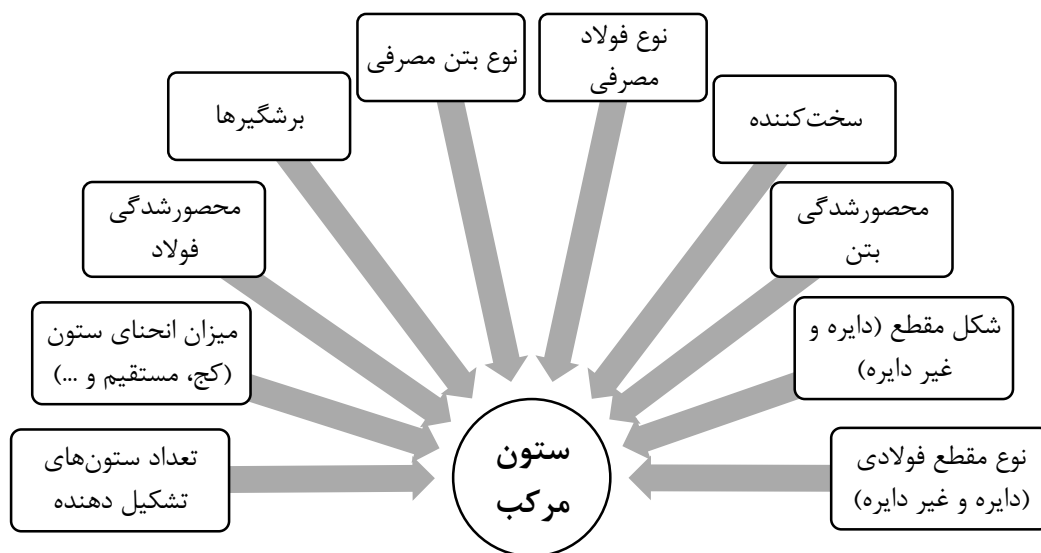 نوع فولاد
مصرفی
نوع بتن مصرفی
سخت‌کننده
برشگیرها
محصورشدگی
بتن
محصورشدگی
فولاد
شکل مقطع (دایره و
غیر دایره)
میزان انحنای ستون
(کج، مستقیم و ...)
نوع مقطع فولادی
(دایره و غیر دایره)
تعداد ستون‌های
تشکیل دهنده
ستون
مرکب